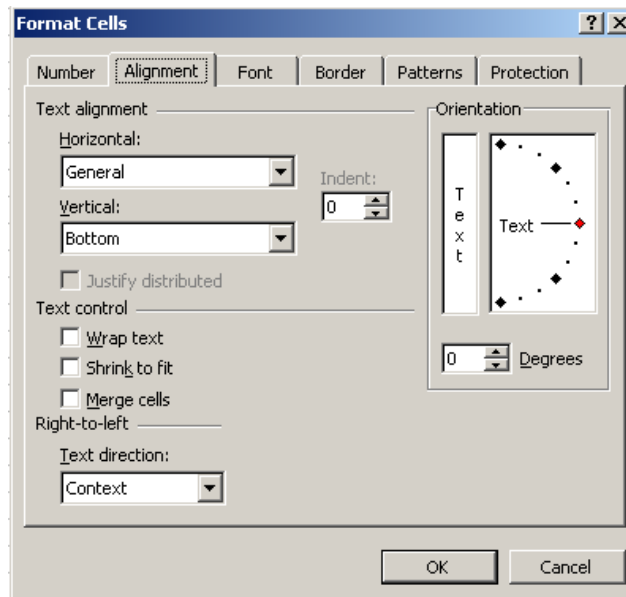 Format Cells
Number Alignment Font Border Patterns Protection
Text alignment
Horizontal:
General
Indent:
0
Vertical:
Bottom
Justify distributed
Text control
Wrap text
Shrink to fit
Merge cells
Right-to-left
Text direction:
Context
Orientation
Text
Text
0 Degrees
OK Cancel